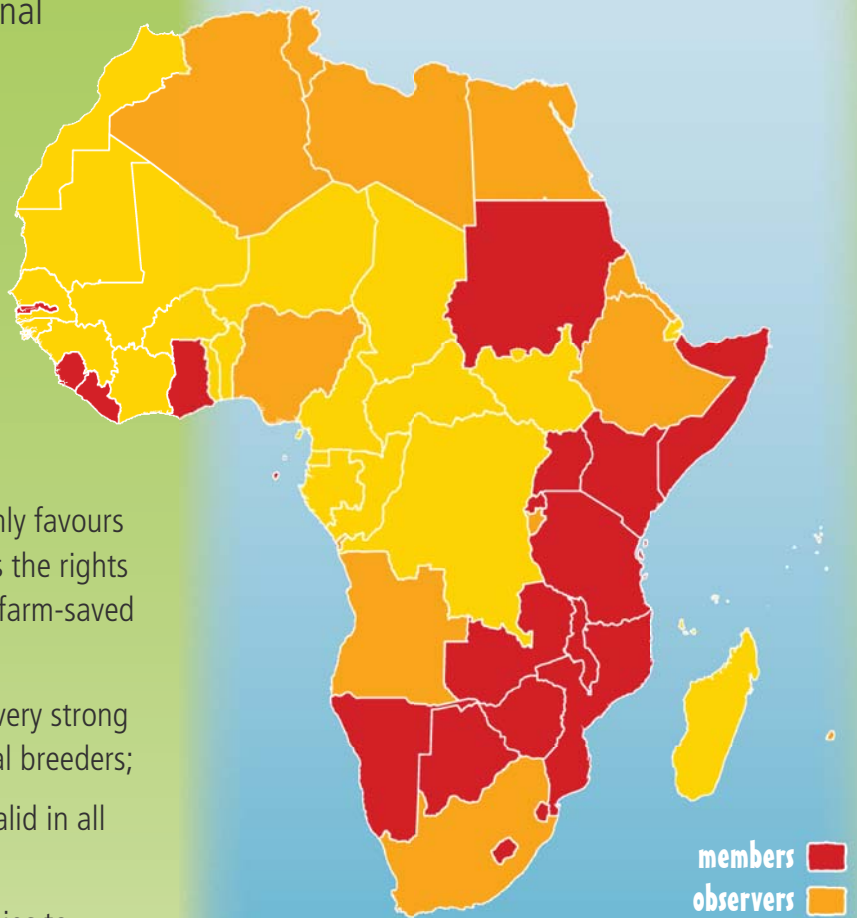 nal
nly favours
s the rights
farm-saved
very strong
al breeders;
alid in all
members
observers